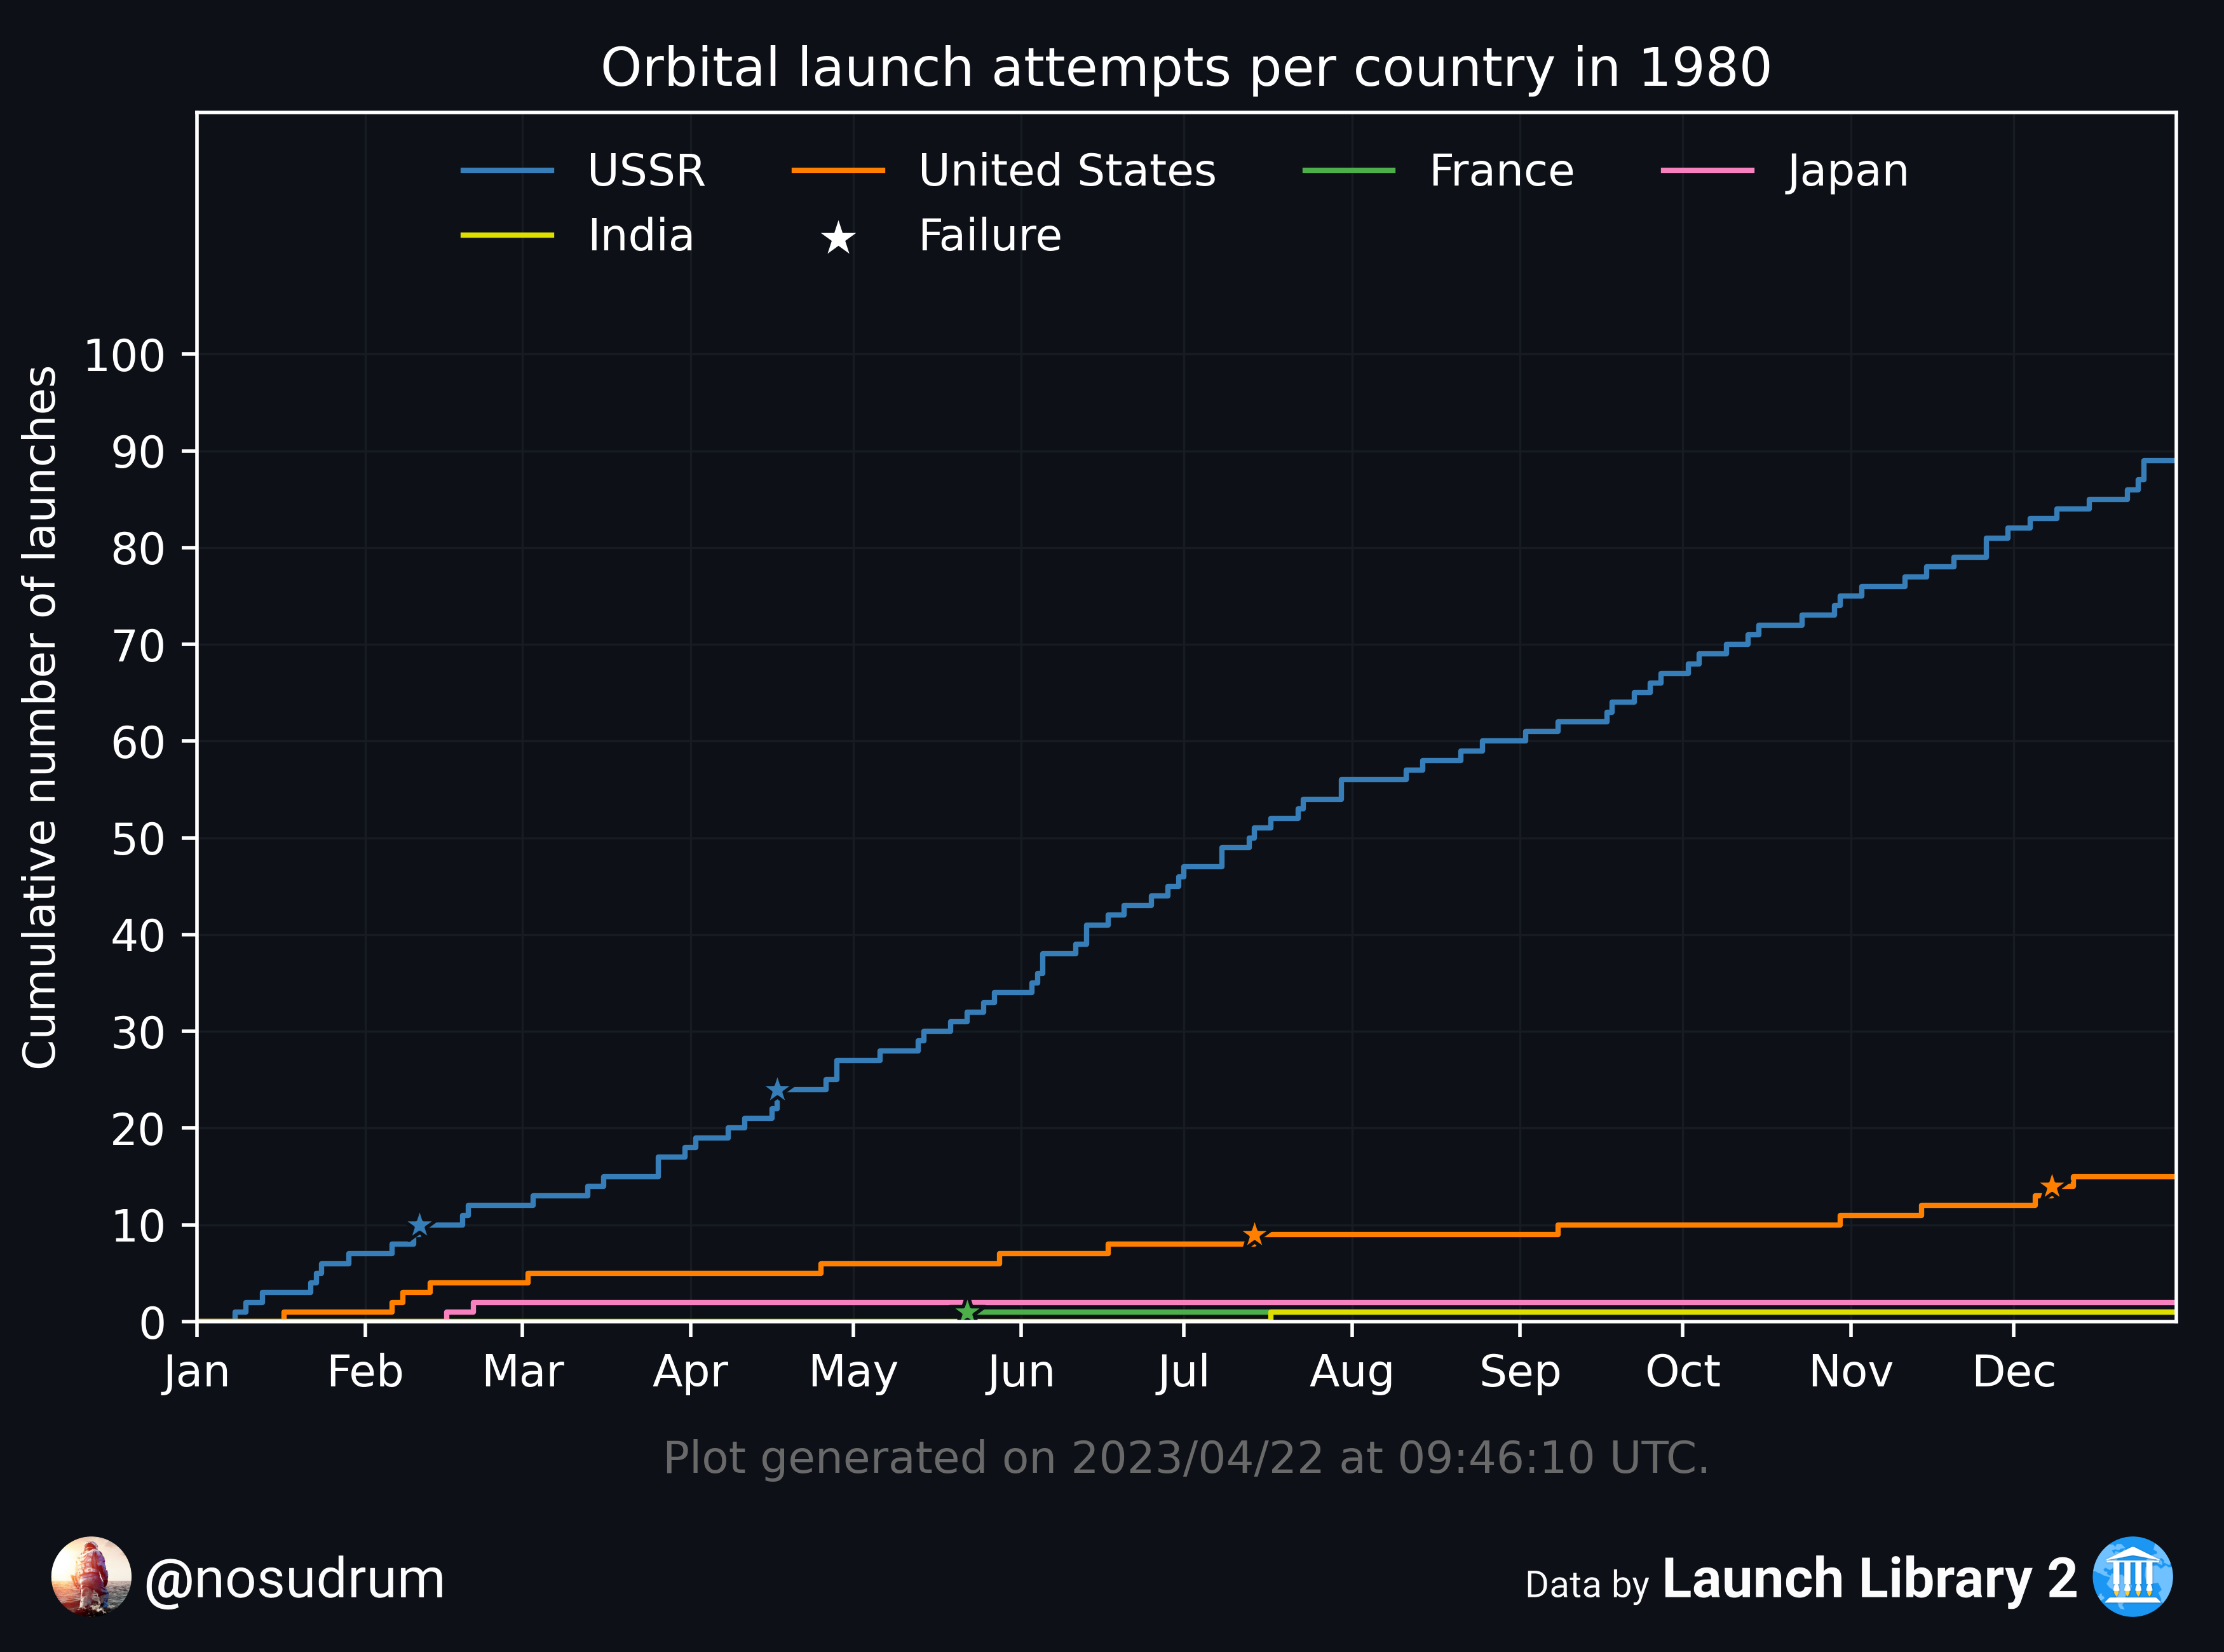 Orbital launch attempts per country in 1980
USSR United States France Japan
India Failure
Cumulative number of launches
100
90
80
70
60
50
40
30
20
10
0
Jan Feb Mar Apr May Jun Jul Aug Sep Oct Nov Dec
Plot generated on 2023/04/22 at 09:46:10 UTC.
@nosudrum
Data by Launch Library 2